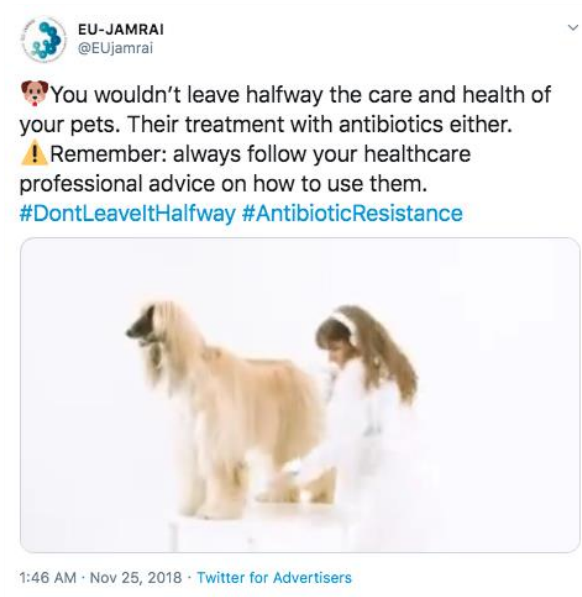 EU-JAMRAI
@EUjamrai
🐶You wouldn't leave halfway the care and health of
your pets. Their treatment with antibiotics either.
⚠️Remember: always follow your healthcare
professional advice on how to use them.
#DontLeaveItHalfway #AntibioticResistance
1:46 AM · Nov 25, 2018 · Twitter for Advertisers